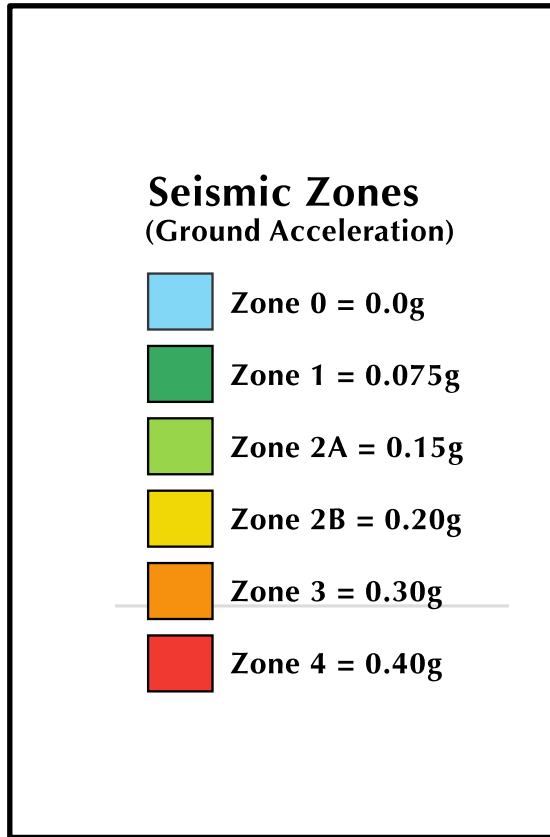 Seismic Zones
(Ground Acceleration)
Zone 0 = 0.0g
Zone 1 = 0.075g
Zone 2A = 0.15g
Zone 2B = 0.20g
Zone 3 = 0.30g
Zone 4 = 0.40g